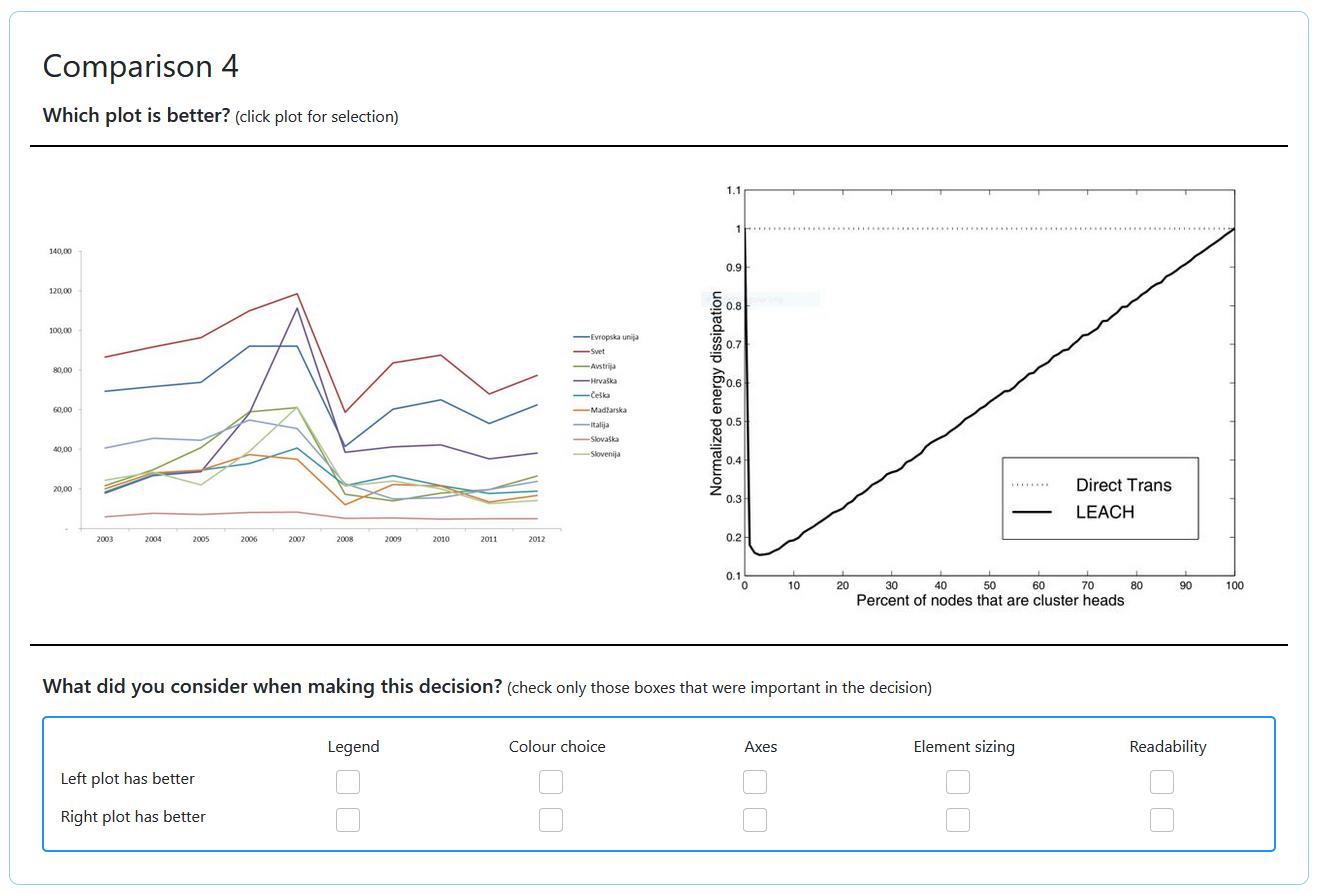 Comparison 4
Which plot is better? (click plot for selection)
140,00
120,00
100,00
80,00
60,00
40,00
20,00
-
2003 2004 2005 2006 2007 2008 2009 2010 2011 2012
Evropska unija
Svet
Avstrija
Hrvaška
Češka
Madžarska
Italija
Slovaška
Slovenija
1.1
1
0.9
0.8
0.7
0.6
0.5
0.4
0.3
0.2
0.1
Normalized energy dissipation
Direct Trans
LEACH
0 10 20 30 40 50 60 70 80 90 100
Percent of nodes that are cluster heads
What did you consider when making this decision? (check only those boxes that were important in the decision)
Legend Colour choice Axes Element sizing Readability
Left plot has better
Right plot has better